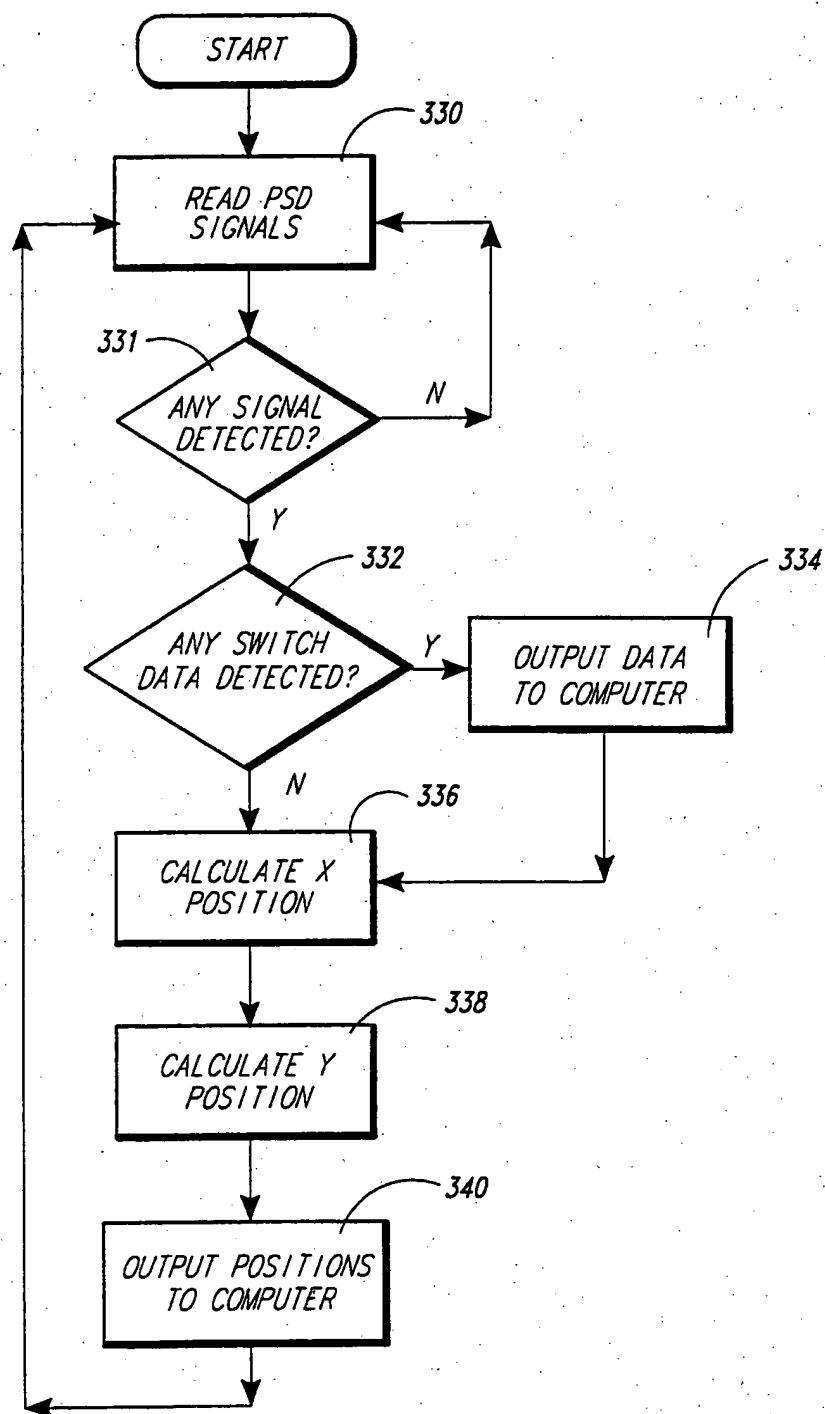 START
330
READ PSD
SIGNALS
331
ANY SIGNAL
DETECTED?
N
Y
332
ANY SWITCH
DATA DETECTED?
Y
334
OUTPUT DATA
TO COMPUTER
N
336
CALCULATE X
POSITION
338
CALCULATE Y
POSITION
340
OUTPUT POSITIONS
TO COMPUTER